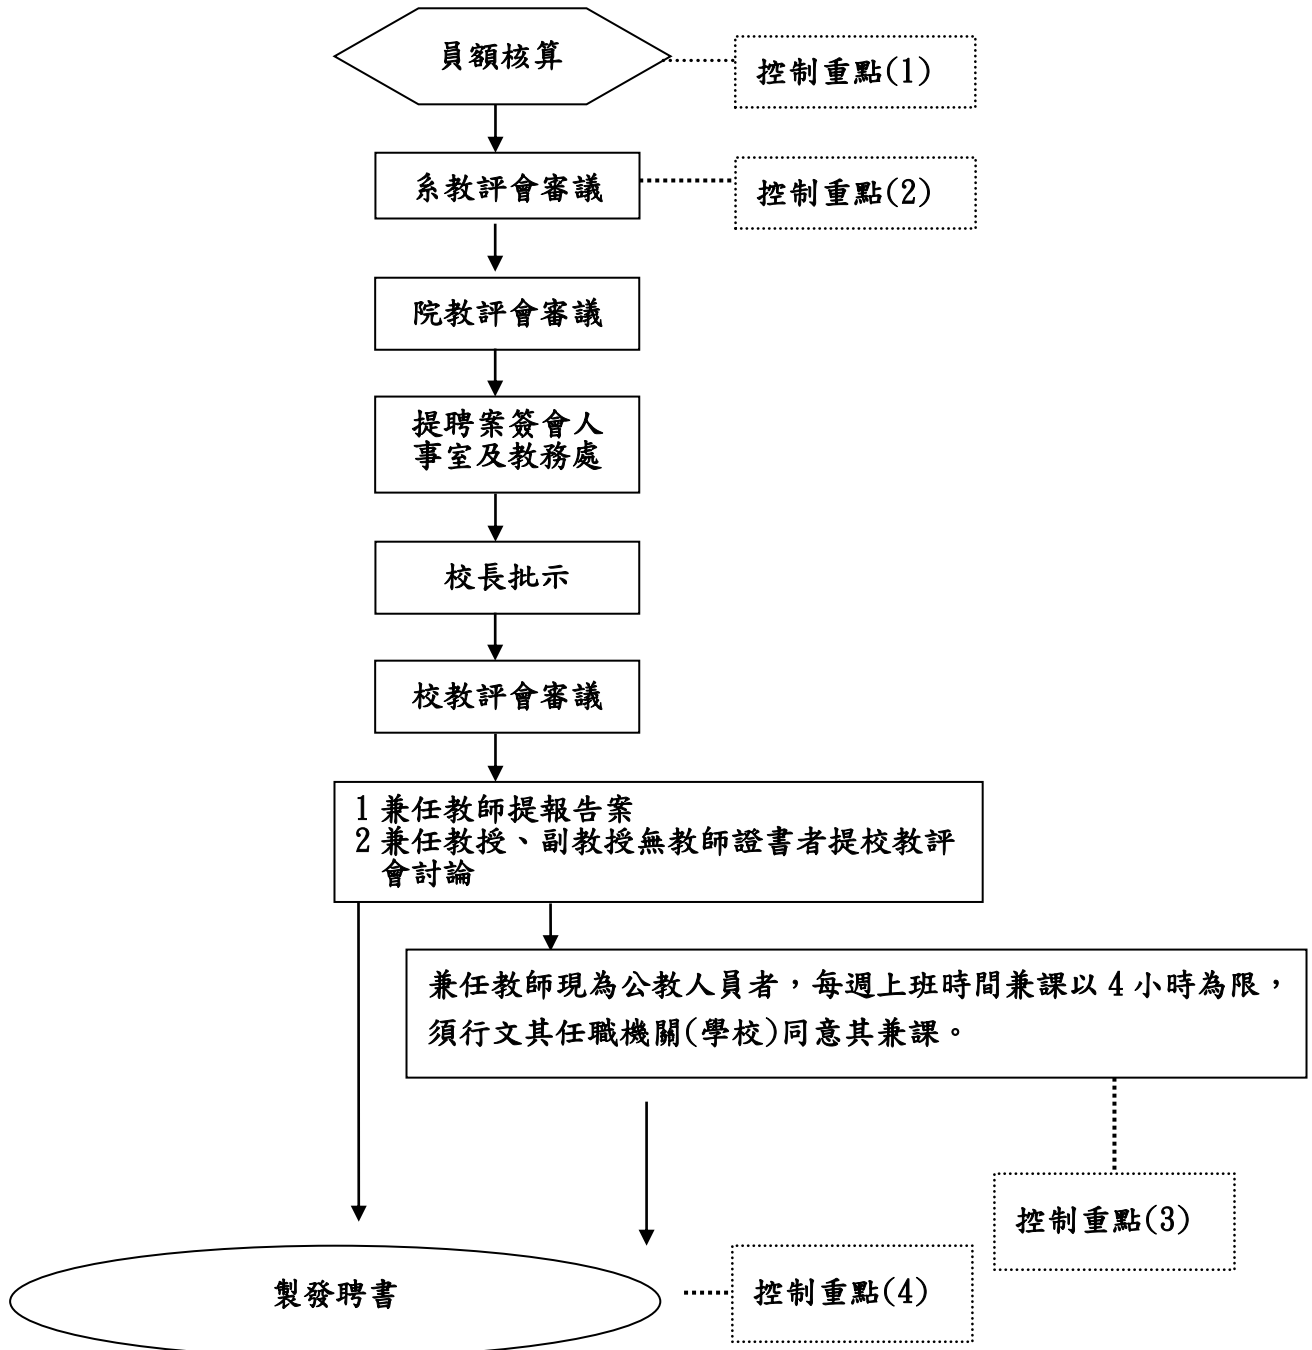 員額核算
控制重點(1)
系教評會審議
控制重點(2)
院教評會審議
提聘案簽會人
事室及教務處
校長批示
校教評會審議
1 兼任教師提報告案
2 兼任教授、副教授無教師證書者提校教評
會討論
兼任教師現為公教人員者，每週上班時間兼課以 4 小時為限，
須行文其任職機關(學校)同意其兼課。
控制重點(3)
製發聘書
控制重點(4)